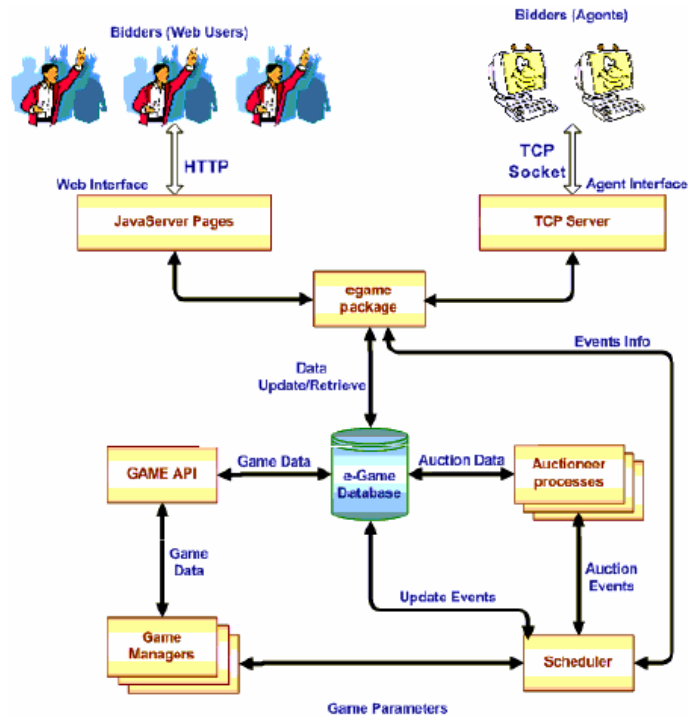 Bidders (Web Users)
Bidders (Agents)
HTTP
TCP
Socket
Web Interface
Agent Interface
JavaServer Pages
TCP Server
egame
package
Events Info
Data
Update/Retrieve
GAME API
Game Data
e-Game
Database
Auction Data
Auctioneer
processes
Game
Data
Auction
Events
Update Events
Game
Managers
Scheduler
Game Parameters